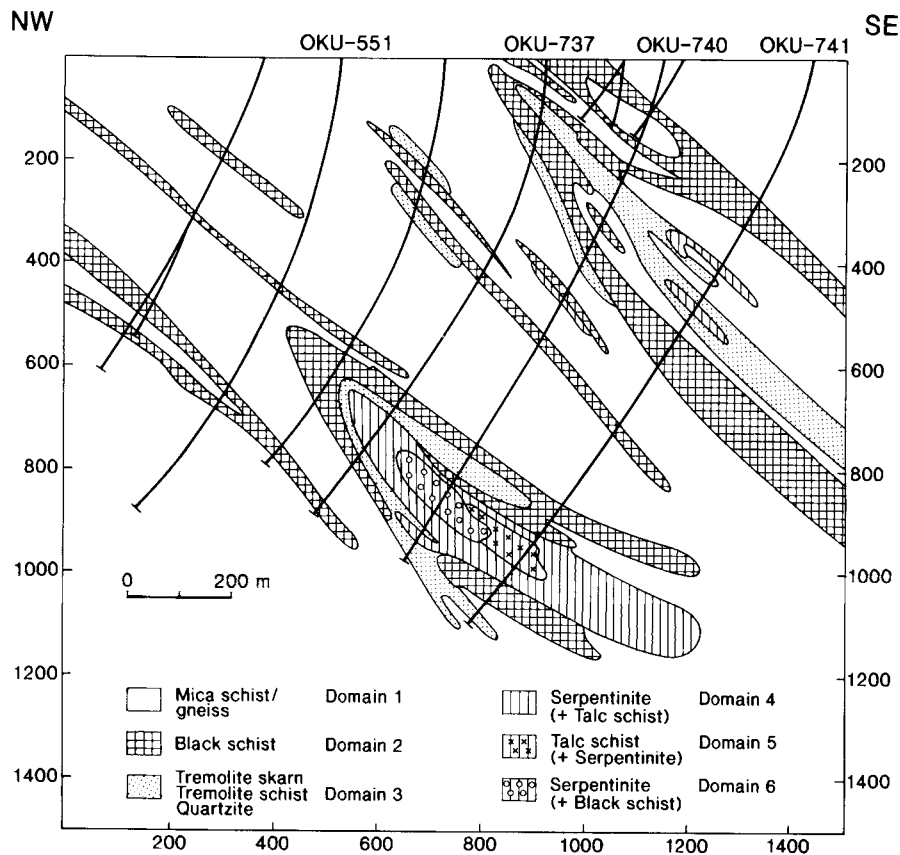 NW
SE
OKU-551
OKU-737
OKU-740
OKU-741
200
400
600
800
1000
1200
1400
200
400
600
800
1000
1200
1400
0 200 m
Mica schist/ Domain 1
gneiss
Black schist Domain 2
Tremolite skarn
Tremolite schist Domain 3
Quartzite
Serpentinite Domain 4
(+ Talc schist)
Talc schist Domain 5
(+ Serpentinite)
Serpentinite Domain 6
(+ Black schist)
200 400 600 800 1000 1200 1400